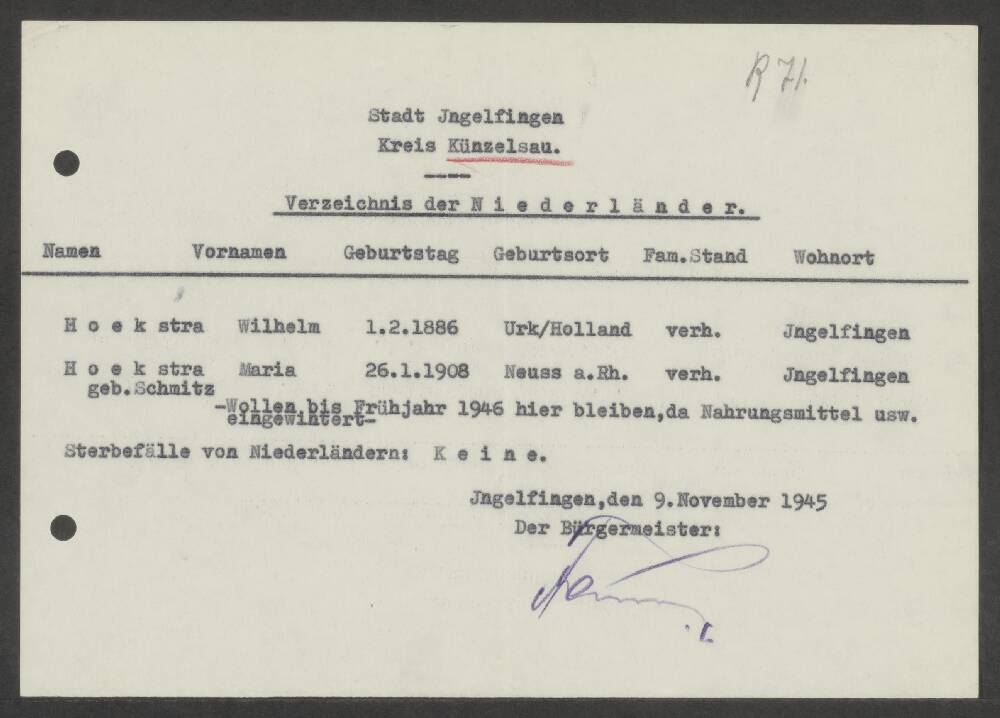 R 71.
Stadt Jngelfingen
Kreis Künzelsau.
Verzeichnis der N i e d e r l ä n d e r.
Namen Vornamen Geburtstag Geburtsort Fam.Stand Wohnort
H o e k stra Wilhelm 1.2.1886 Urk/Holland verh. Jngelfingen
H o e k stra Maria 26.1.1908 Neuss a.Rh. verh. Jngelfingen
geb.Schmitz
-Wollen bis Frühjahr 1946 hier bleiben,da Nahrungsmittel usw.
eingewintert-
Sterbefälle von Niederländern: K e i n e.
Jngelfingen,den 9.November 1945
Der Bürgermeister: